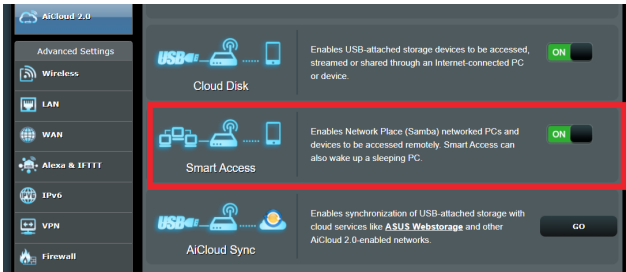 AiCloud 2.0
Advanced Settings
Wireless
LAN
WAN
Alexa & IFTTT
IPv6
VPN
Firewall
USB
Cloud Disk
Enables USB-attached storage devices to be accessed,
streamed or shared through an Internet-connected PC
or device.
ON
Smart Access
Enables Network Place (Samba) networked PCs and
devices to be accessed remotely. Smart Access can
also wake up a sleeping PC.
ON
USB
AiCloud Sync
Enables synchronization of USB-attached storage with
cloud services like ASUS Webstorage and other
AiCloud 2.0-enabled networks.
GO